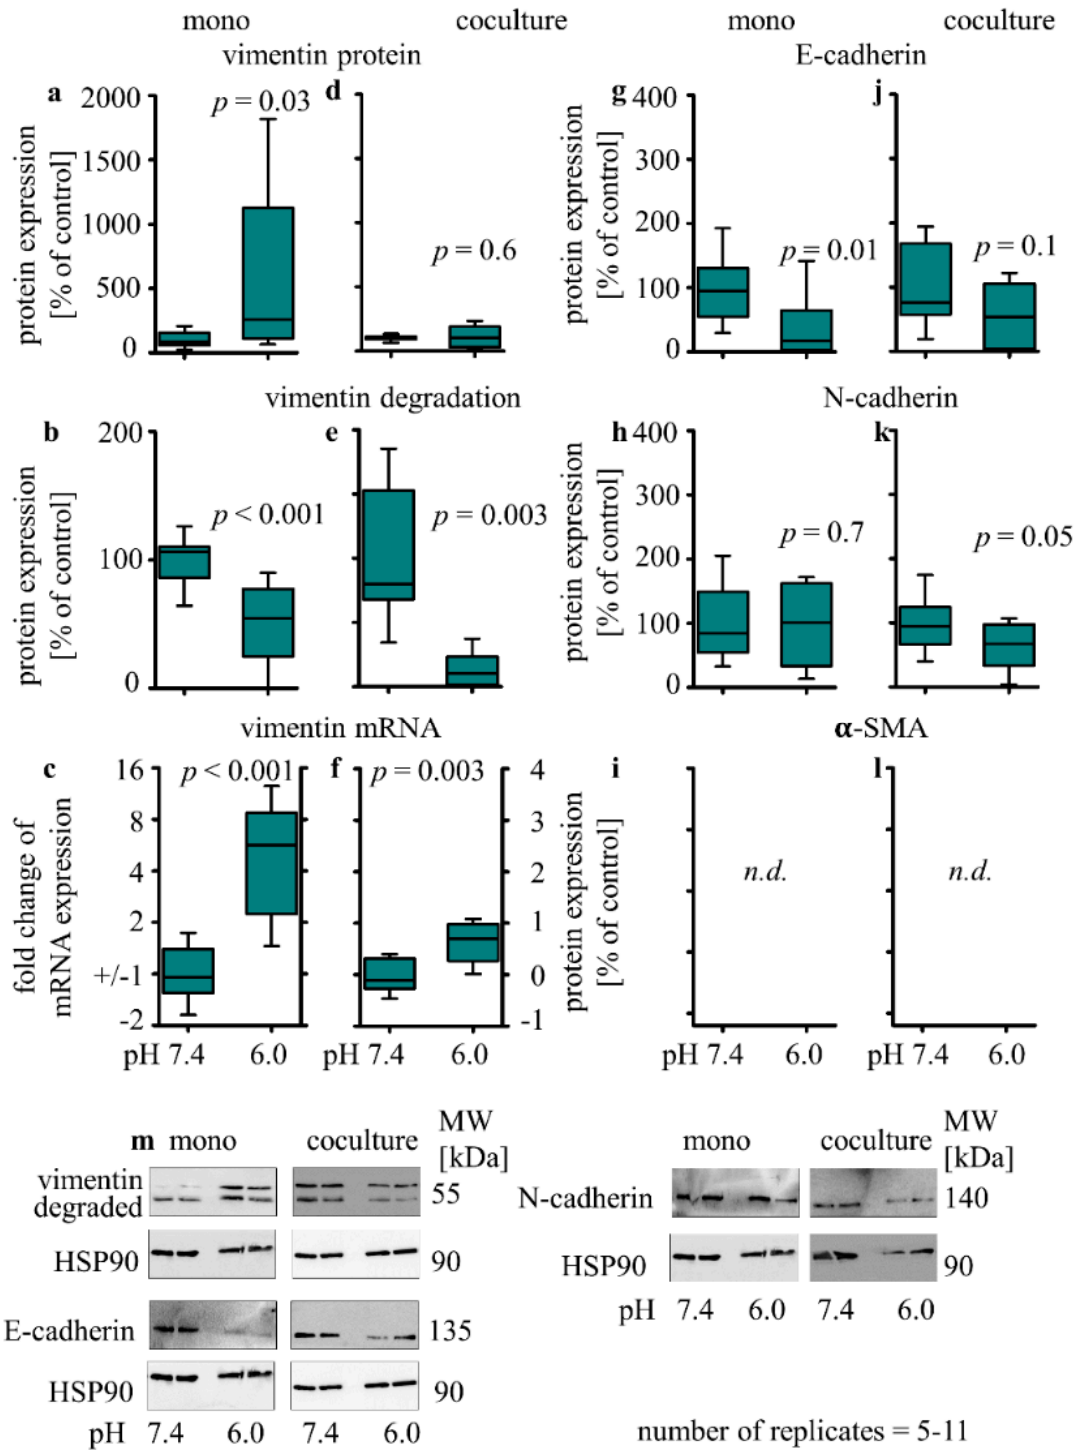 mono coculture mono coculture
vimentin protein E-cadherin
a d g j
protein expression
[% of control]
2000
1500
1000
500
0
p = 0.03
p = 0.6
protein expression
[% of control]
400
300
200
100
0
p = 0.01
p = 0.1
vimentin degradation N-cadherin
b e h k
protein expression
[% of control]
200
100
0
p < 0.001
p = 0.003
protein expression
[% of control]
400
300
200
100
0
p = 0.7
p = 0.05
vimentin mRNA α-SMA
c f i l
fold change of
mRNA expression
16
8
4
2
+/-1
-2
p < 0.001
p = 0.003
4
3
2
1
0
-1
protein expression
[% of control]
n.d. n.d.
pH 7.4 6.0 pH 7.4 6.0 pH 7.4 6.0 pH 7.4 6.0
m mono coculture MW
[kDa]
vimentin
degraded 55
HSP90 90
E-cadherin 135
HSP90 90
pH 7.4 6.0 7.4 6.0
mono coculture MW
[kDa]
N-cadherin 140
HSP90 90
pH 7.4 6.0 7.4 6.0
number of replicates = 5-11